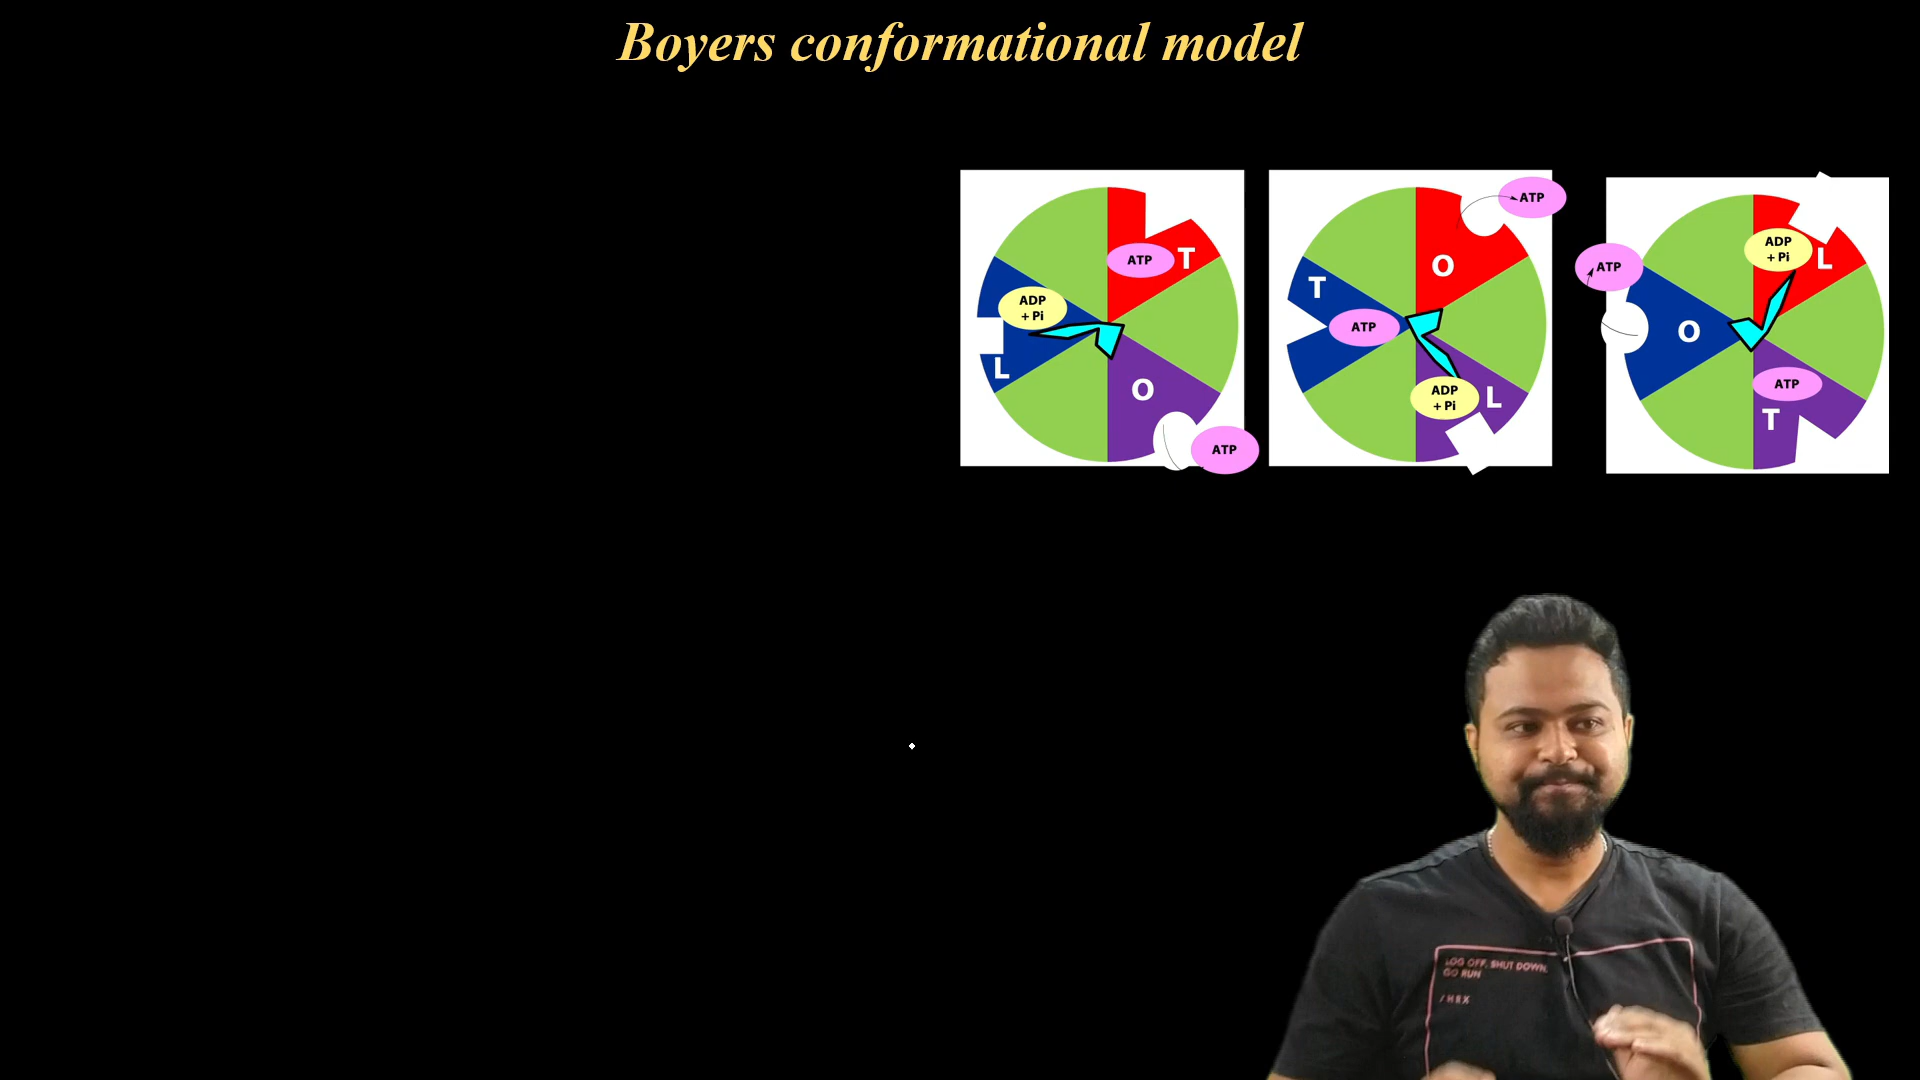 Boyers conformational model
ATP
T
ADP
+ Pi
L
O
ATP
ATP
O
T
ATP
ADP
+ Pi
L
ADP
+ Pi
L
ATP
O
ATP
T
LOG OFF, SHUT DOWN,
GO RUN
/HRX